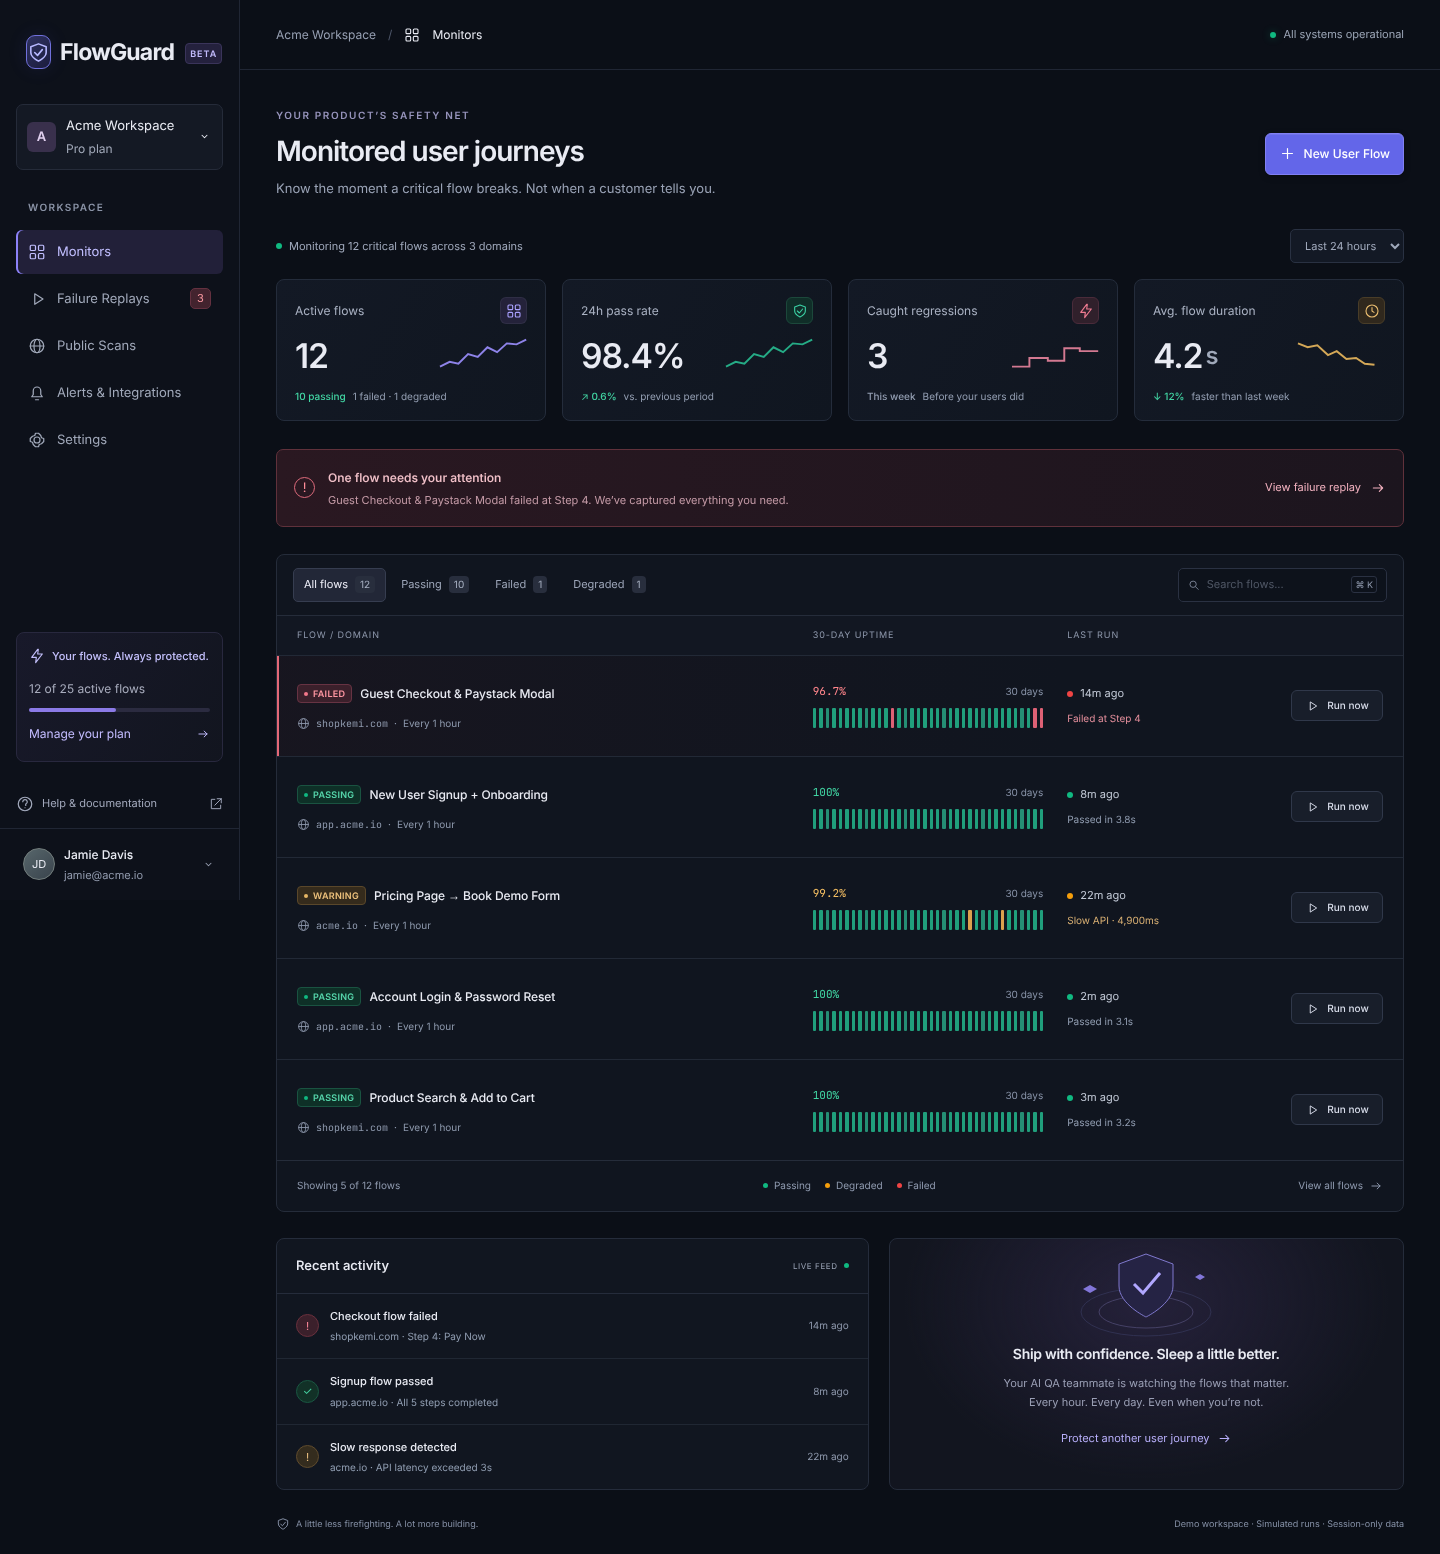 FlowGuard BETA
A
Acme Workspace
Pro plan
WORKSPACE
Monitors
Failure Replays 3
Public Scans
Alerts & Integrations
Settings
Your flows. Always protected.
12 of 25 active flows
Manage your plan →
Help & documentation
JD
Jamie Davis
jamie@acme.io
Acme Workspace / Monitors
All systems operational
YOUR PRODUCT’S SAFETY NET
Monitored user journeys
Know the moment a critical flow breaks. Not when a customer tells you.
+ New User Flow
Monitoring 12 critical flows across 3 domains
Last 24 hours
Active flows
12
10 passing 1 failed · 1 degraded
24h pass rate
98.4%
↗ 0.6% vs. previous period
Caught regressions
3
This week Before your users did
Avg. flow duration
4.2s
↓ 12% faster than last week
One flow needs your attention
Guest Checkout & Paystack Modal failed at Step 4. We’ve captured everything you need.
View failure replay →
All flows 12 Passing 10 Failed 1 Degraded 1
Search flows... ⌘ K
FLOW / DOMAIN 30-DAY UPTIME LAST RUN
FAILED Guest Checkout & Paystack Modal
shopkemi.com · Every 1 hour
96.7% 30 days
14m ago
Failed at Step 4
Run now
PASSING New User Signup + Onboarding
app.acme.io · Every 1 hour
100% 30 days
8m ago
Passed in 3.8s
Run now
WARNING Pricing Page → Book Demo Form
acme.io · Every 1 hour
99.2% 30 days
22m ago
Slow API · 4,900ms
Run now
PASSING Account Login & Password Reset
app.acme.io · Every 1 hour
100% 30 days
2m ago
Passed in 3.1s
Run now
PASSING Product Search & Add to Cart
shopkemi.com · Every 1 hour
100% 30 days
3m ago
Passed in 3.2s
Run now
Showing 5 of 12 flows
Passing Degraded Failed
View all flows →
Recent activity
LIVE FEED
Checkout flow failed
shopkemi.com · Step 4: Pay Now
14m ago
Signup flow passed
app.acme.io · All 5 steps completed
8m ago
Slow response detected
acme.io · API latency exceeded 3s
22m ago
Ship with confidence. Sleep a little better.
Your AI QA teammate is watching the flows that matter.
Every hour. Every day. Even when you’re not.
Protect another user journey →
A little less firefighting. A lot more building.
Demo workspace · Simulated runs · Session-only data